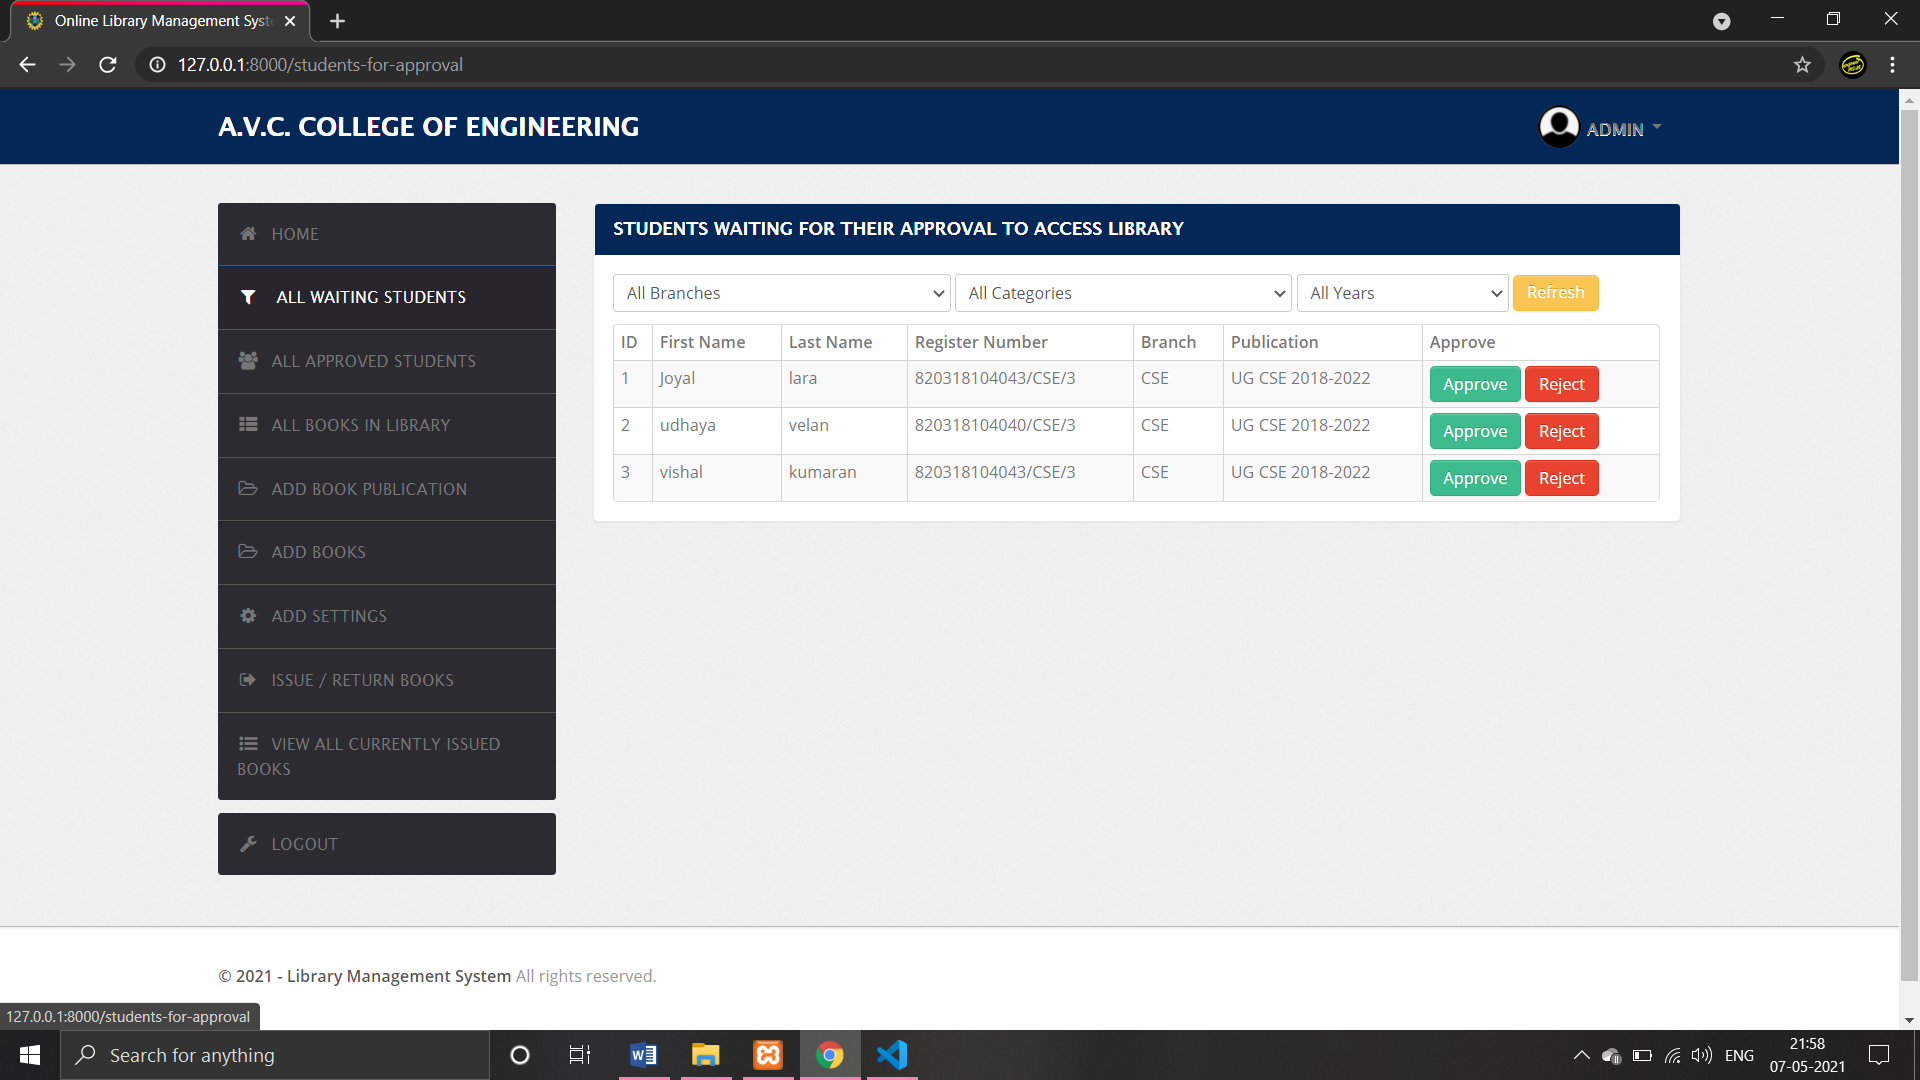 Online Library Management Syste
127.0.0.1:8000/students-for-approval
A.V.C. COLLEGE OF ENGINEERING
ADMIN
HOME
ALL WAITING STUDENTS
ALL APPROVED STUDENTS
ALL BOOKS IN LIBRARY
ADD BOOK PUBLICATION
ADD BOOKS
ADD SETTINGS
ISSUE / RETURN BOOKS
VIEW ALL CURRENTLY ISSUED
BOOKS
LOGOUT
STUDENTS WAITING FOR THEIR APPROVAL TO ACCESS LIBRARY
All Branches All Categories All Years Refresh
ID First Name Last Name Register Number Branch Publication Approve
1 Joyal lara 820318104043/CSE/3 CSE UG CSE 2018-2022 Approve Reject
2 udhaya velan 820318104040/CSE/3 CSE UG CSE 2018-2022 Approve Reject
3 vishal kumaran 820318104043/CSE/3 CSE UG CSE 2018-2022 Approve Reject
© 2021 - Library Management System All rights reserved.
127.0.0.1:8000/students-for-approval
Search for anything
ENG
21:58
07-05-2021